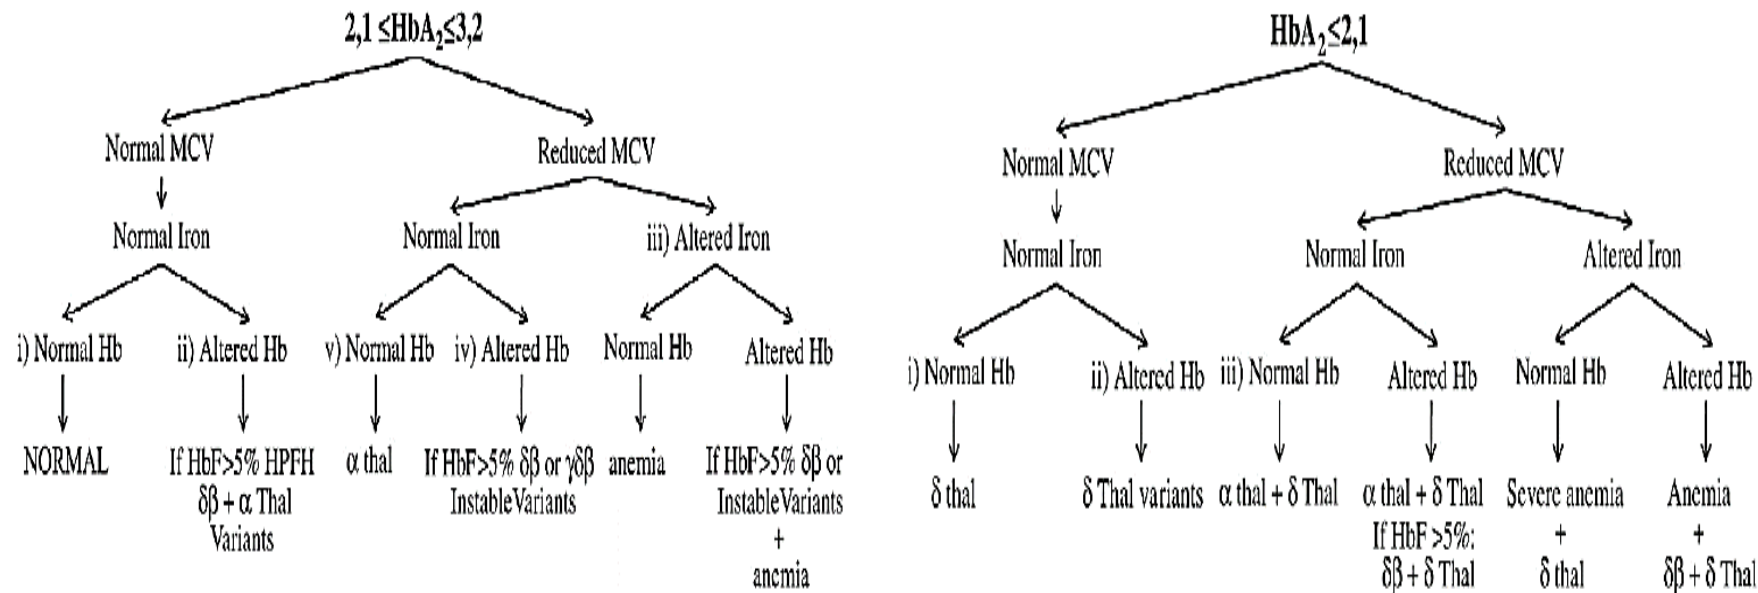 2,1 ≤HbA₂≤3,2
Normal MCV
Reduced MCV
Normal Iron
Normal Iron
iii) Altered Iron
i) Normal Hb
ii) Altered Hb
v) Normal Hb
iv) Altered Hb
Normal Hb
Altered Hb
NORMAL
If HbF>5% HPFH
δβ + α Thal
Variants
α thal
If HbF>5% δβ or γδβ
Instable Variants
anemia
If HbF>5% δβ or
Instable Variants
+
anemia
HbA₂≤2,1
Normal MCV
Reduced MCV
Normal Iron
Normal Iron
Altered Iron
i) Normal Hb
ii) Altered Hb
iii) Normal Hb
Altered Hb
Normal Hb
Altered Hb
δ thal
δ Thal variants
α thal + δ Thal
α thal + δ Thal
If HbF >5%:
δβ + δ Thal
Severe anemia
+
δ thal
Anemia
+
δβ + δ Thal